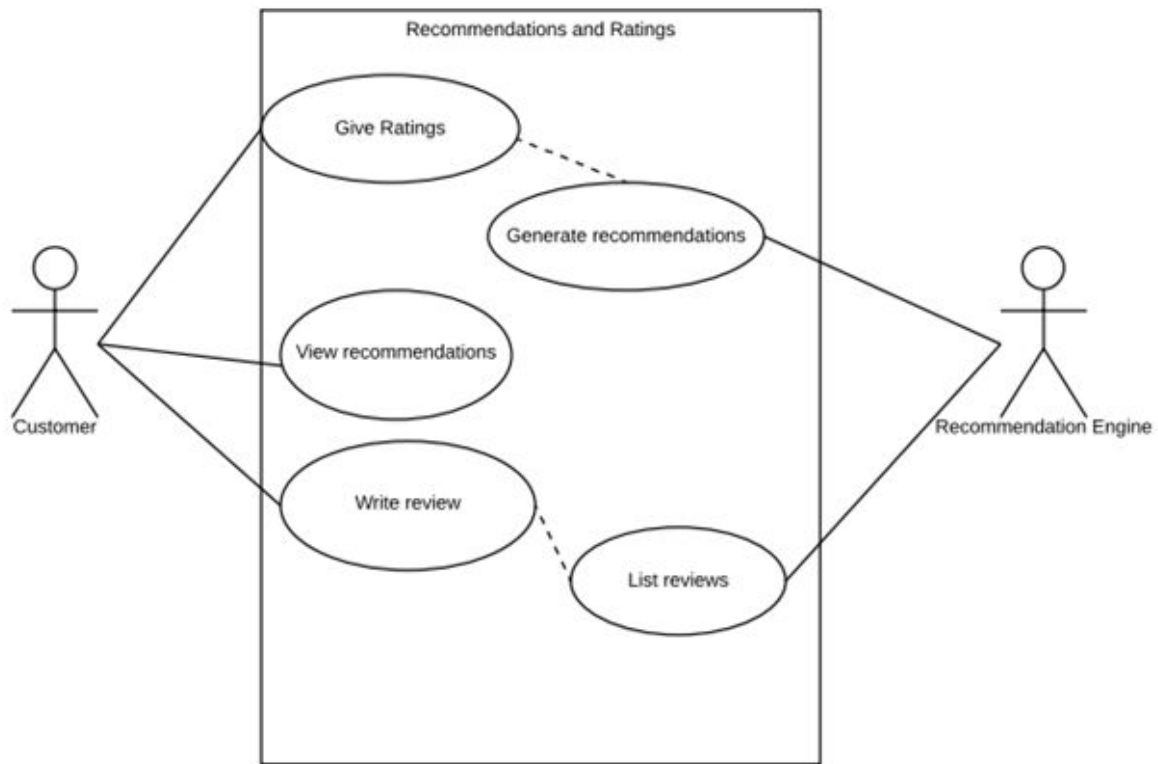 Recommendations and Ratings
Give Ratings
Generate recommendations
View recommendations
Customer
Recommendation Engine
Write review
List reviews